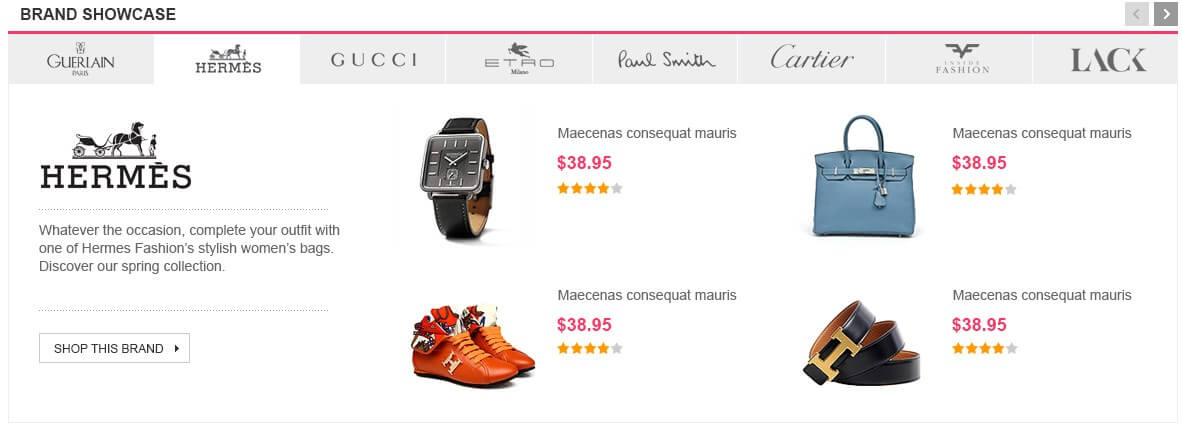 BRAND SHOWCASE
GUERLAIN
PARIS
HERMÈS
GUCCI
ETRO
Milano
Paul Smith
Cartier
INSIDE
FASHION
LACK
HERMÈS
Whatever the occasion, complete your outfit with
one of Hermes Fashion’s stylish women’s bags.
Discover our spring collection.
SHOP THIS BRAND
Maecenas consequat mauris
$38.95
Maecenas consequat mauris
$38.95
Maecenas consequat mauris
$38.95
Maecenas consequat mauris
$38.95